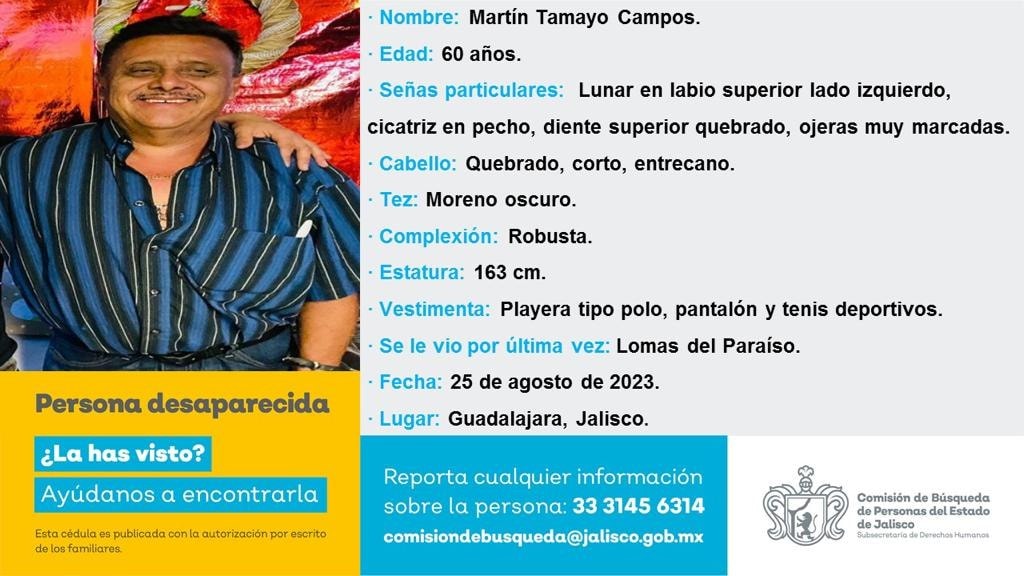 · Nombre: Martín Tamayo Campos.
· Edad: 60 años.
· Señas particulares: Lunar en labio superior lado izquierdo,
cicatriz en pecho, diente superior quebrado, ojeras muy marcadas.
· Cabello: Quebrado, corto, entrecano.
· Tez: Moreno oscuro.
· Complexión: Robusta.
· Estatura: 163 cm.
· Vestimenta: Playera tipo polo, pantalón y tenis deportivos.
· Se le vio por última vez: Lomas del Paraíso.
· Fecha: 25 de agosto de 2023.
· Lugar: Guadalajara, Jalisco.
Persona desaparecida
¿La has visto?
Ayúdanos a encontrarla
Esta cédula es publicada con la autorización por escrito
de los familiares.
Reporta cualquier información
sobre la persona: 33 3145 6314
comisiondebusqueda@jalisco.gob.mx
Comisión de Búsqueda
de Personas del Estado
de Jalisco
Subsecretaría de Derechos Humanos